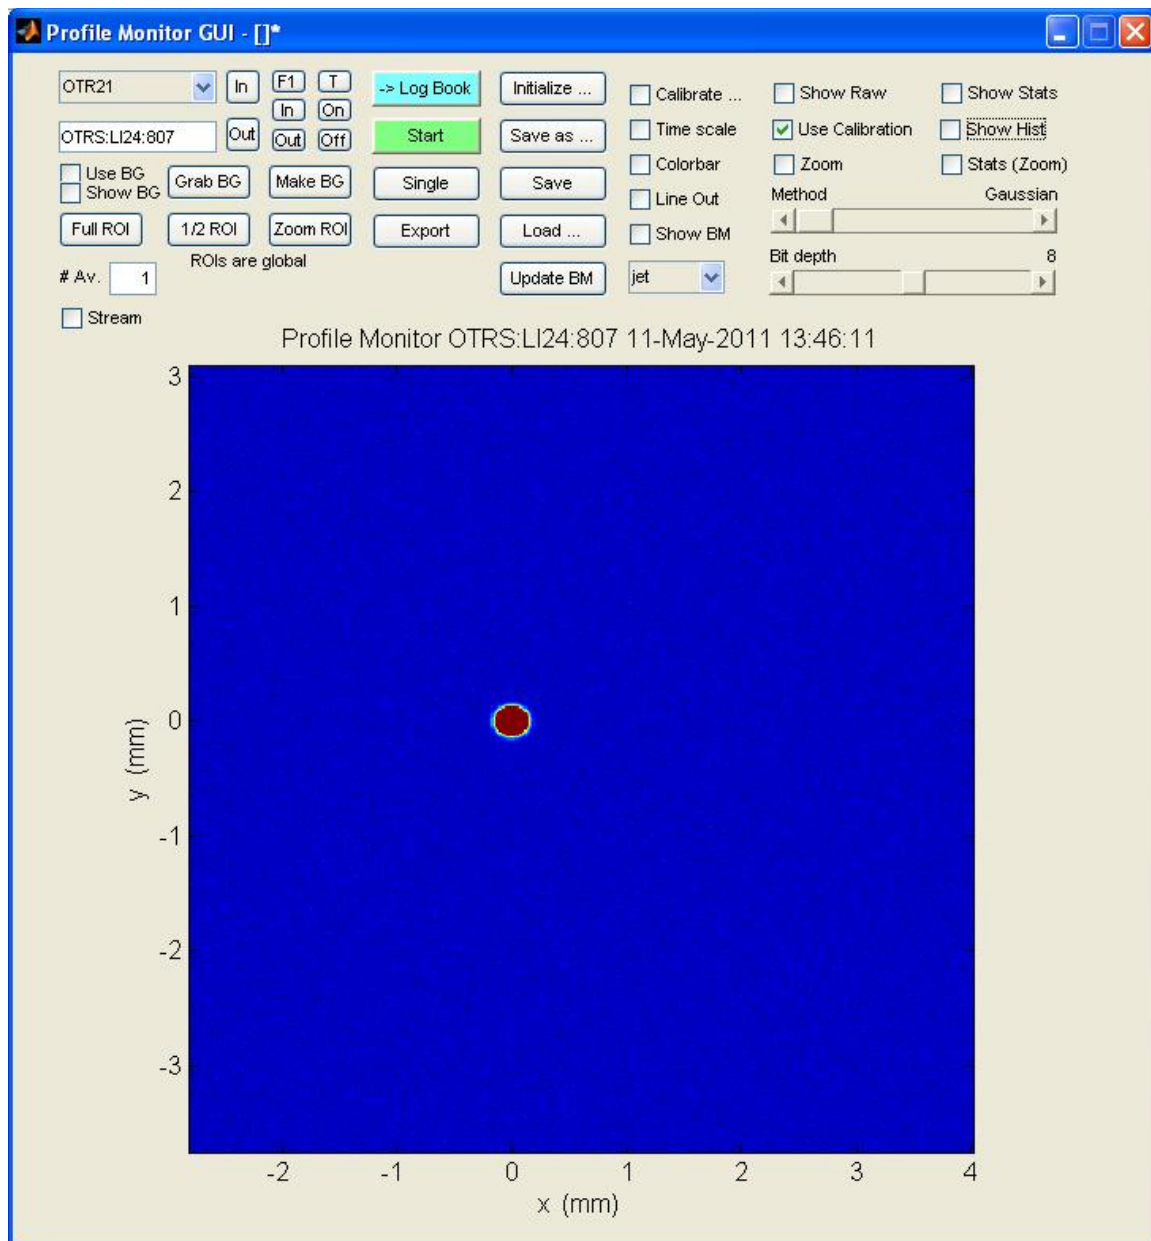 Profile Monitor GUI - []*
OTR21 In F1 T -> Log Book Initialize ... Calibrate ... Show Raw Show Stats
In On
OTRS:LI24:807 Out Out Off Start Save as ... Time scale Use Calibration Show Hist
Use BG Colorbar Zoom Stats (Zoom)
Show BG Grab BG Make BG Single Save
Line Out Method Gaussian
Full ROI 1/2 ROI Zoom ROI Export Load ... Show BM
ROIs are global Bit depth 8
# Av. 1 Update BM jet
Stream
Profile Monitor OTRS:LI24:807 11-May-2011 13:46:11
3
2
1
0
-1
-2
-3
y (mm)
-2 -1 0 1 2 3 4
x (mm)